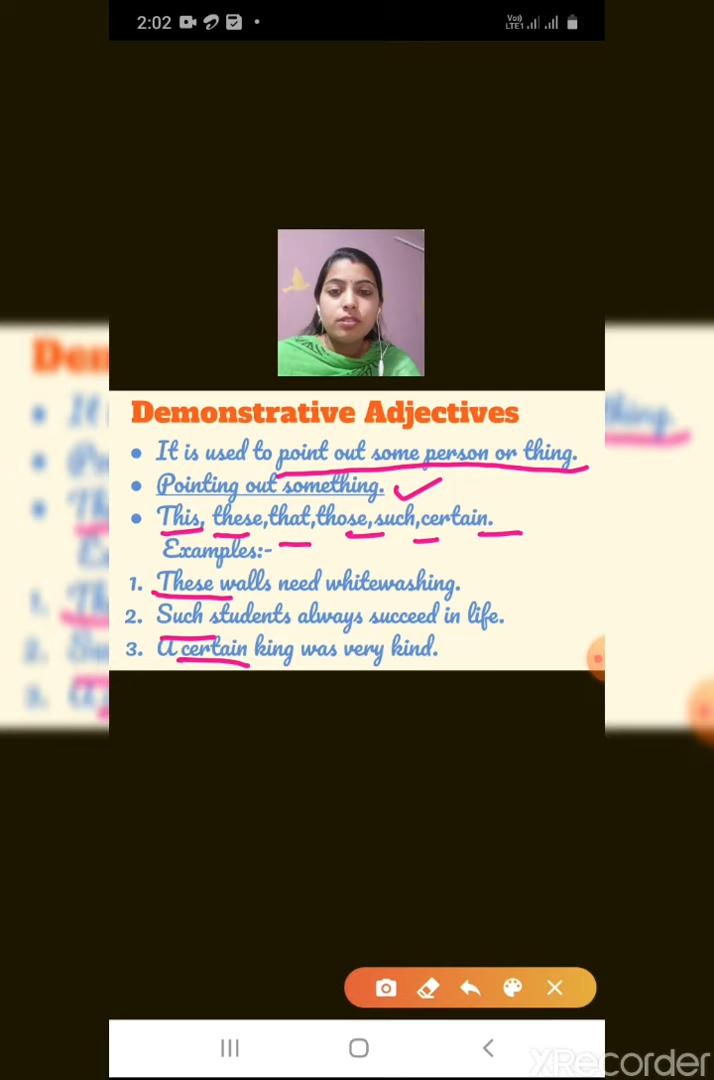 2:02
Vo)) LTE1
Demonstrative Adjectives
• It is used to point out some person or thing.
• Pointing out something.
• This, these,that,those,such,certain.
Examples:-
1. These walls need whitewashing.
2. Such students always succeed in life.
3. A certain king was very kind.
XRecorder